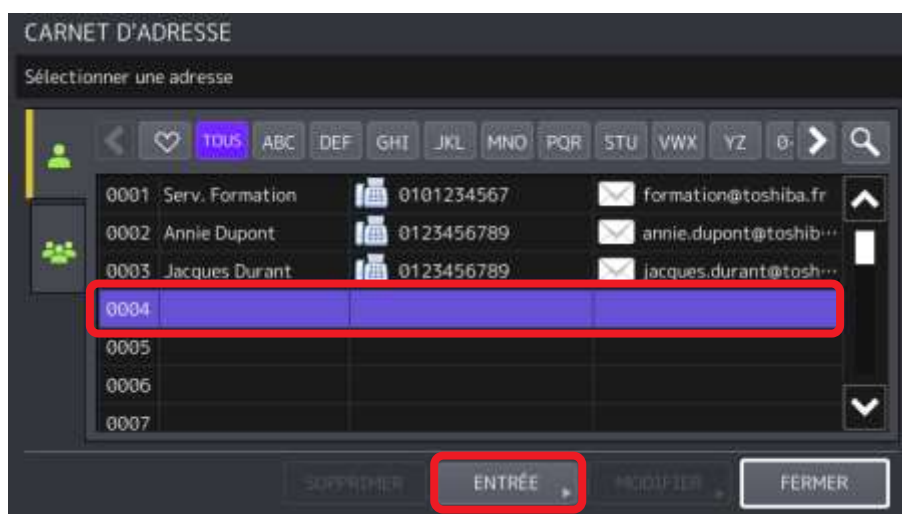 CARNET D'ADRESSE
Sélectionner une adresse
TOUS ABC DEF GHI JKL MNO PQR STU VWX YZ 0-
0001 Serv. Formation 0101234567 formation@toshiba.fr
0002 Annie Dupont 0123456789 annie.dupont@toshib…
0003 Jacques Durant 0123456789 jacques.durant@tosh…
0004
0005
0006
0007
SUPPRIMER ENTRÉE MODIFIER FERMER